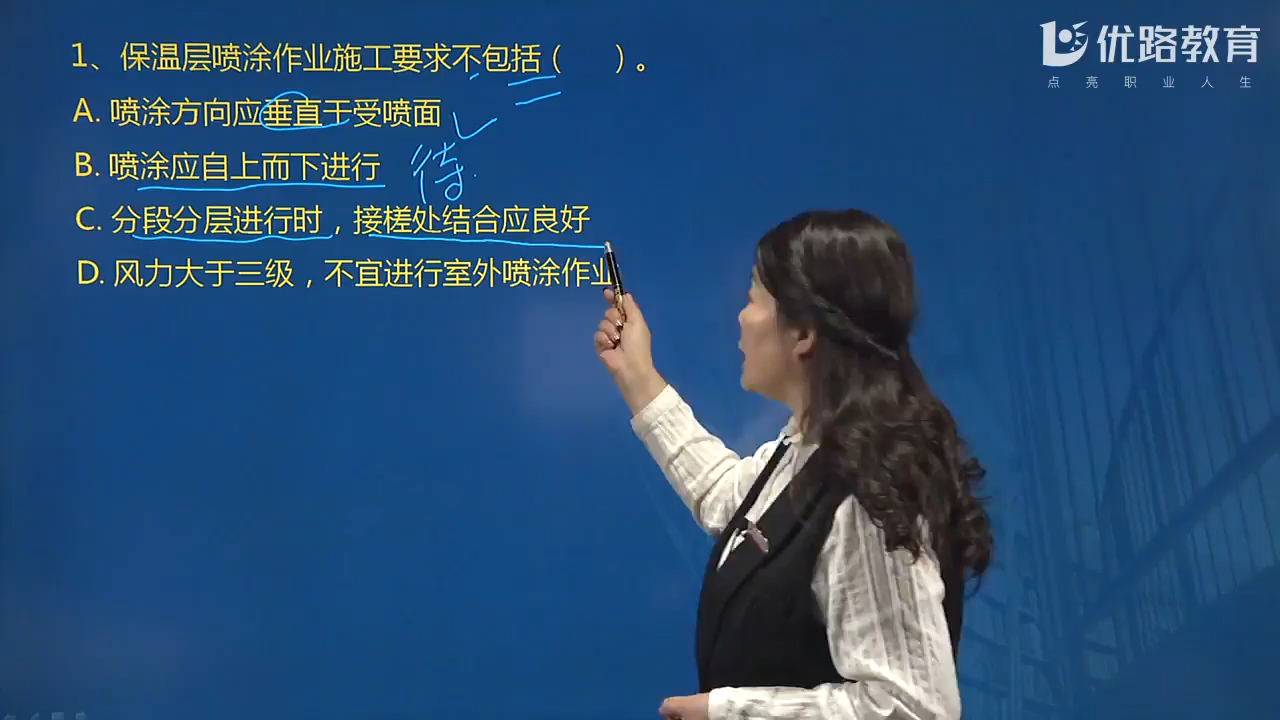 优路教育
点亮职业人生
1、保温层喷涂作业施工要求不包括（ ）。
A. 喷涂方向应垂直于受喷面
B. 喷涂应自上而下进行
待
C. 分段分层进行时，接槎处结合应良好
D. 风力大于三级，不宜进行室外喷涂作业